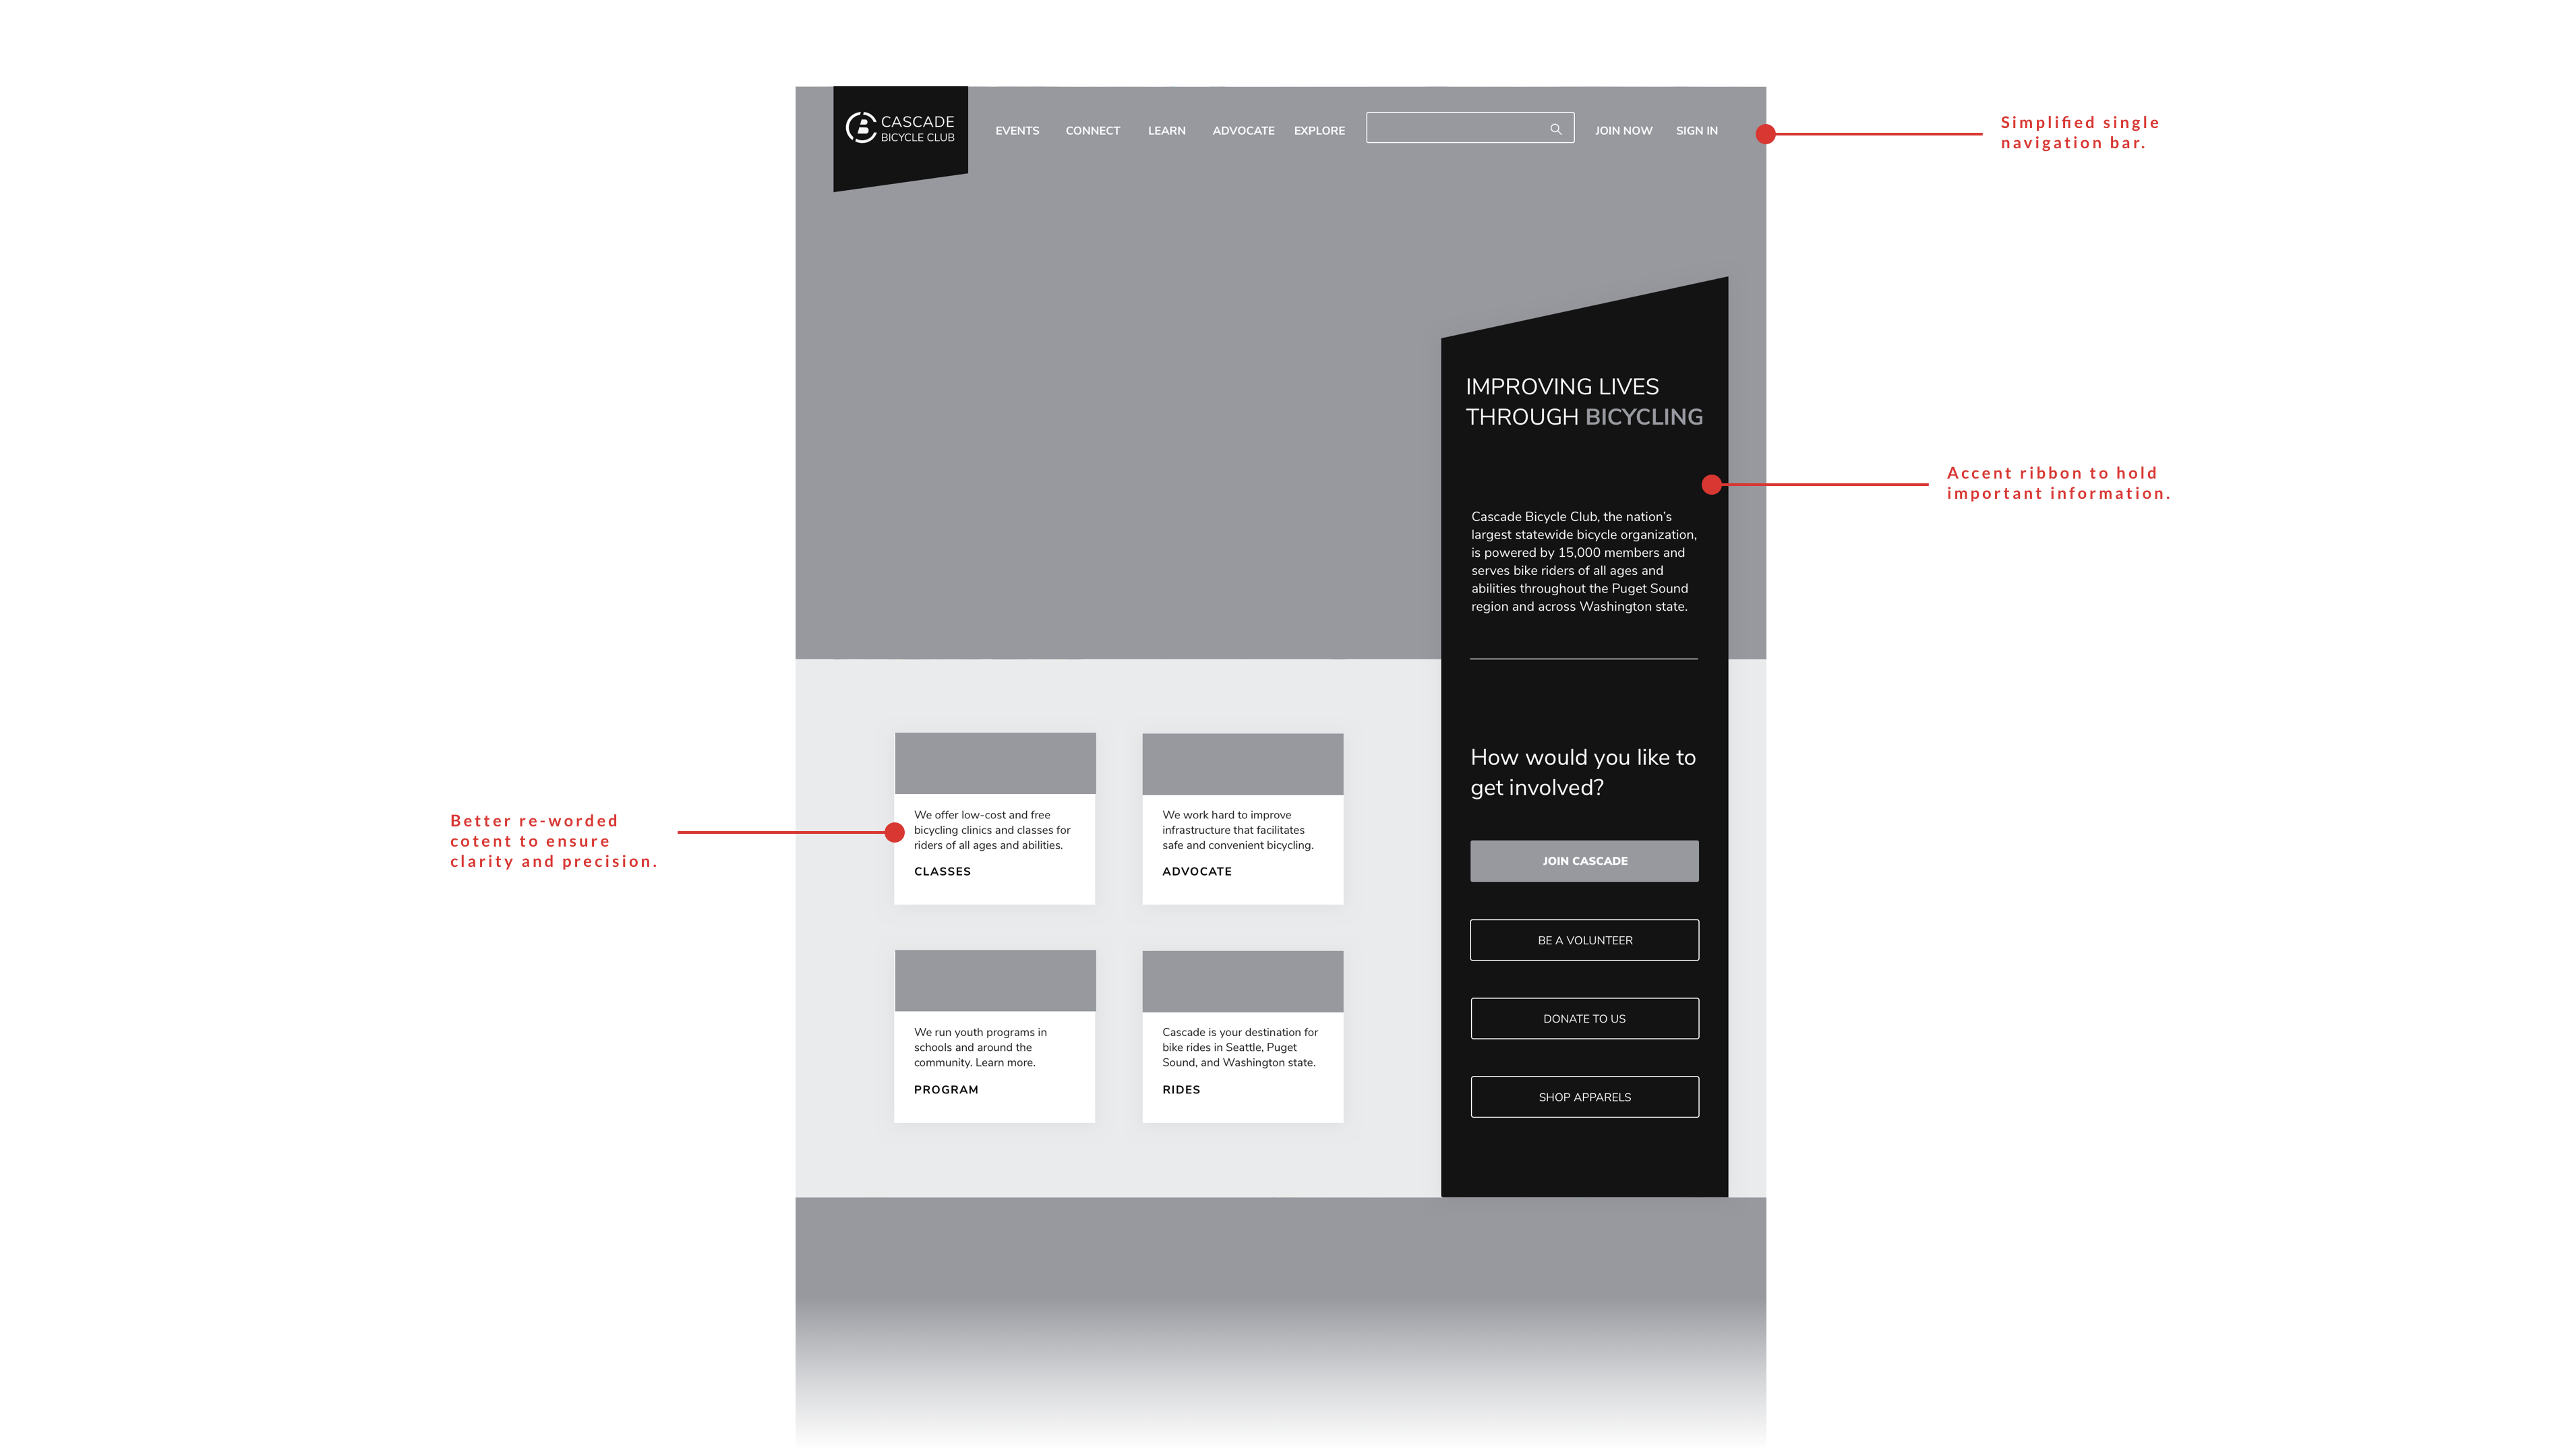 CASCADE
BICYCLE CLUB
EVENTS CONNECT LEARN ADVOCATE EXPLORE JOIN NOW SIGN IN
Simplified single
navigation bar.
IMPROVING LIVES
THROUGH BICYCLING
Accent ribbon to hold
important information.
Cascade Bicycle Club, the nation’s
largest statewide bicycle organization,
is powered by 15,000 members and
serves bike riders of all ages and
abilities throughout the Puget Sound
region and across Washington state.
How would you like to
get involved?
JOIN CASCADE
BE A VOLUNTEER
DONATE TO US
SHOP APPARELS
Better re-worded
cotent to ensure
clarity and precision.
We offer low-cost and free
bicycling clinics and classes for
riders of all ages and abilities.
CLASSES
We work hard to improve
infrastructure that facilitates
safe and convenient bicycling.
ADVOCATE
We run youth programs in
schools and around the
community. Learn more.
PROGRAM
Cascade is your destination for
bike rides in Seattle, Puget
Sound, and Washington state.
RIDES